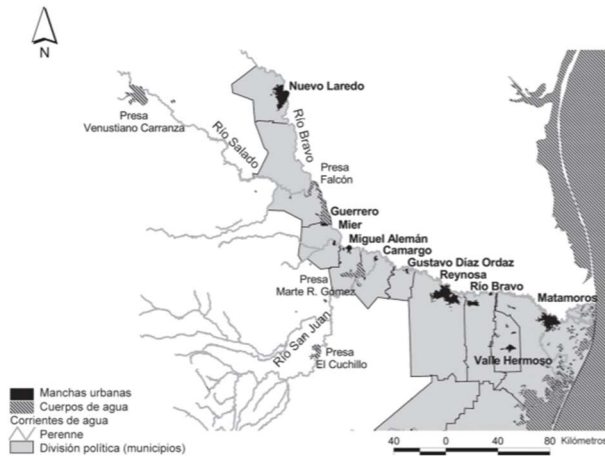 N
Nuevo Laredo
Presa
Venustiano Carranza
Río Salado
Río Bravo
Presa
Falcón
Guerrero
Mier
Miguel Alemán
Camargo
Gustavo Díaz Ordaz
Reynosa
Río Bravo
Matamoros
Presa
Marte R. Gómez
Río San Juan
Presa
El Cuchillo
Valle Hermoso
Manchas urbanas
Cuerpos de agua
Corrientes de agua
Perenne
División política (municipios)
40 0 40 80 Kilómetros